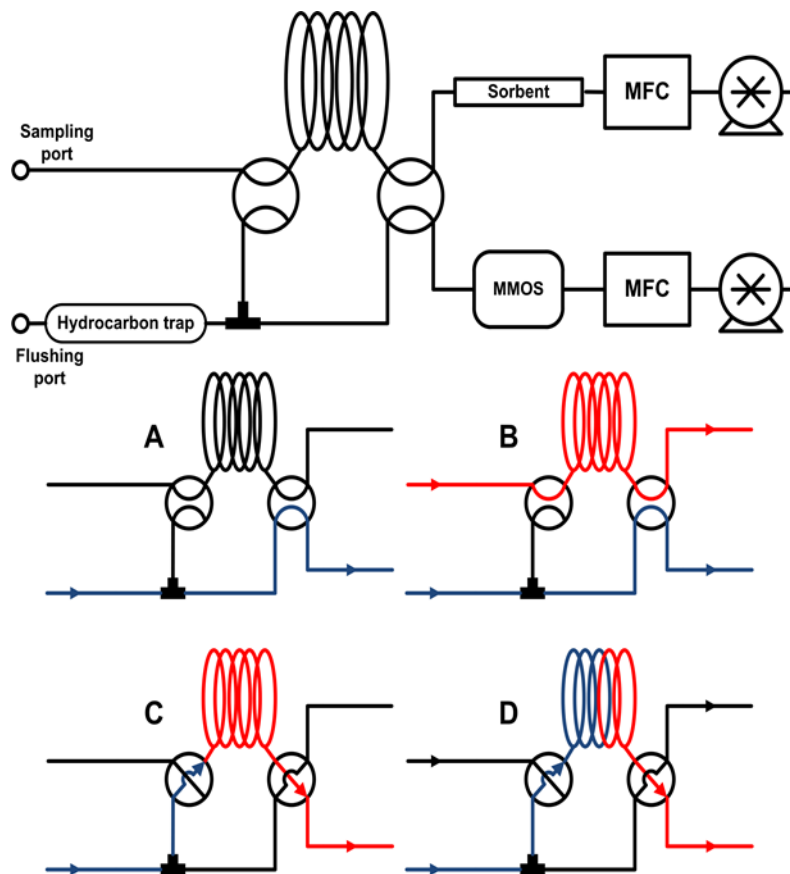 Sampling
port
Sorbent
MFC
MMOS
MFC
Hydrocarbon trap
Flushing
port
A
B
C
D